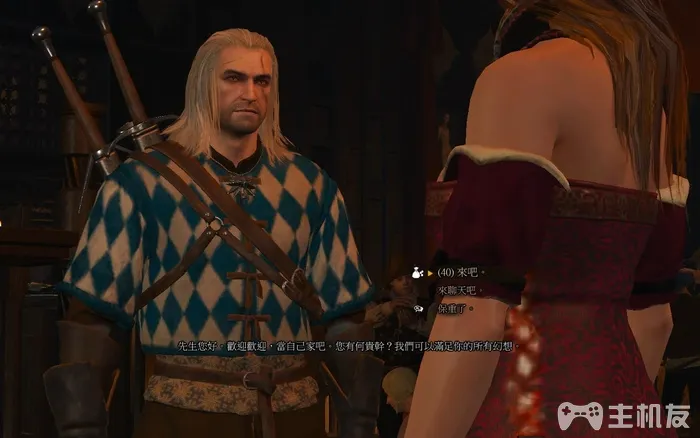 (40) 來吧。
來聊天吧。
保重了。
先生您好。歡迎歡迎，當自己家吧。您有何貴幹？我們可以滿足你的所有幻想。
主机友